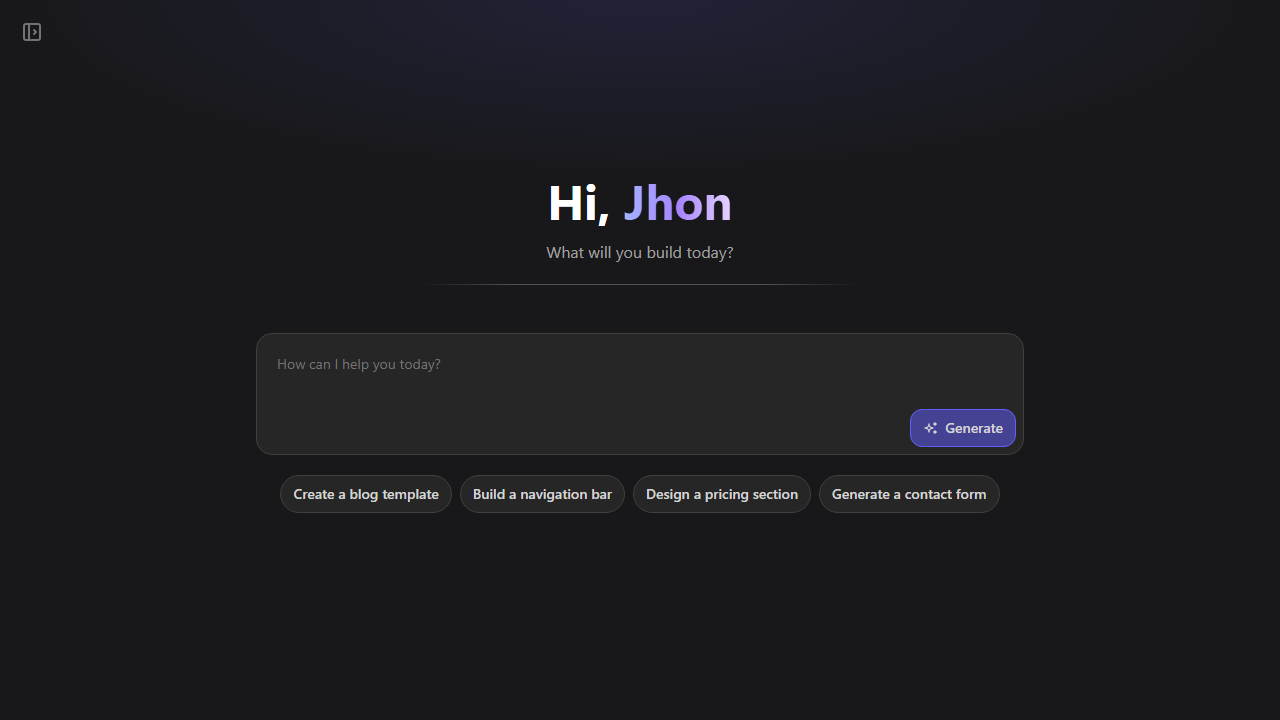 Hi, Jhon
What will you build today?
How can I help you today?
Generate
Create a blog template
Build a navigation bar
Design a pricing section
Generate a contact form